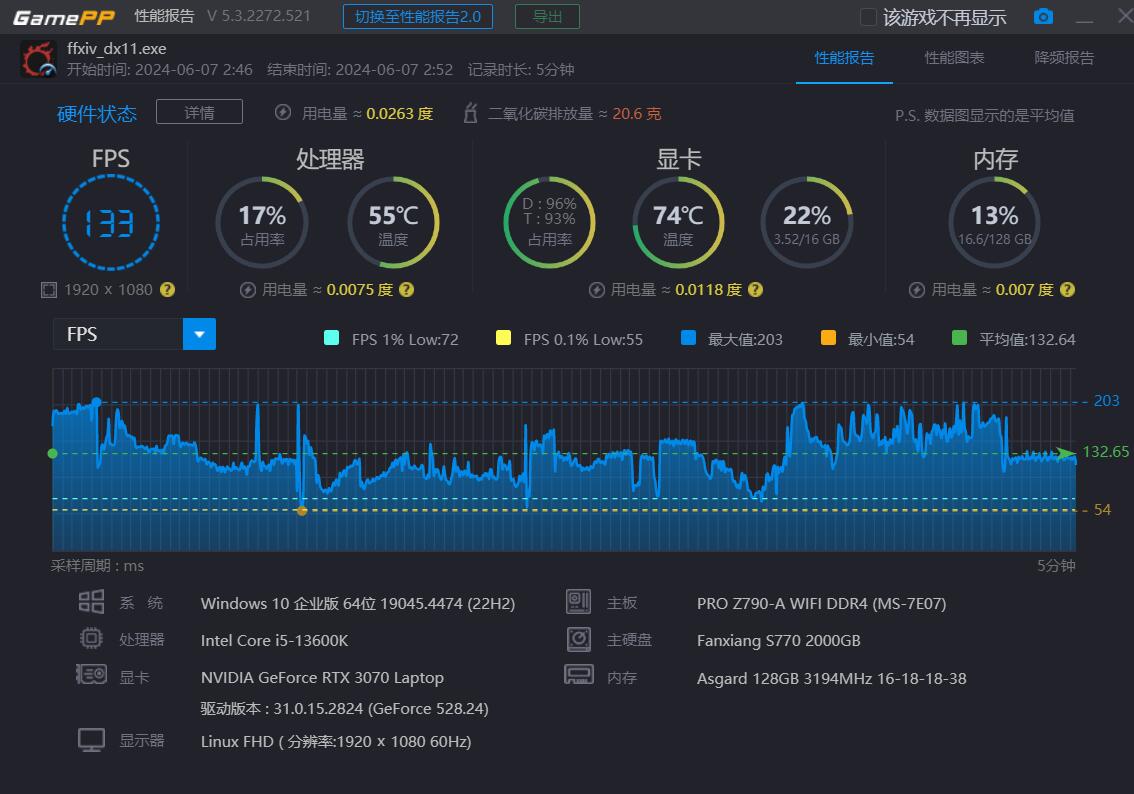 GamePP 性能报告 V 5.3.2272.521 切换至性能报告2.0 导出 该游戏不再显示
ffxiv_dx11.exe
开始时间: 2024-06-07 2:46 结束时间: 2024-06-07 2:52 记录时长: 5分钟
性能报告 性能图表 降频报告
硬件状态 详情 用电量 ≈ 0.0263 度 二氧化碳排放量 ≈ 20.6 克 P.S. 数据图显示的是平均值
FPS 处理器 显卡 内存
133
17% 占用率
55℃ 温度
D : 96% T : 93% 占用率
74℃ 温度
22% 3.52/16 GB
13% 16.6/128 GB
1920 x 1080 ? 用电量 ≈ 0.0075 度 ? 用电量 ≈ 0.0118 度 ? 用电量 ≈ 0.007 度 ?
FPS FPS 1% Low:72 FPS 0.1% Low:55 最大值:203 最小值:54 平均值:132.64
203
132.65
54
采样周期 : ms 5分钟
系 统 Windows 10 企业版 64位 19045.4474 (22H2) 主板 PRO Z790-A WIFI DDR4 (MS-7E07)
处理器 Intel Core i5-13600K 主硬盘 Fanxiang S770 2000GB
显卡 NVIDIA GeForce RTX 3070 Laptop 内存 Asgard 128GB 3194MHz 16-18-18-38
驱动版本 : 31.0.15.2824 (GeForce 528.24)
显示器 Linux FHD ( 分辨率:1920 x 1080 60Hz)